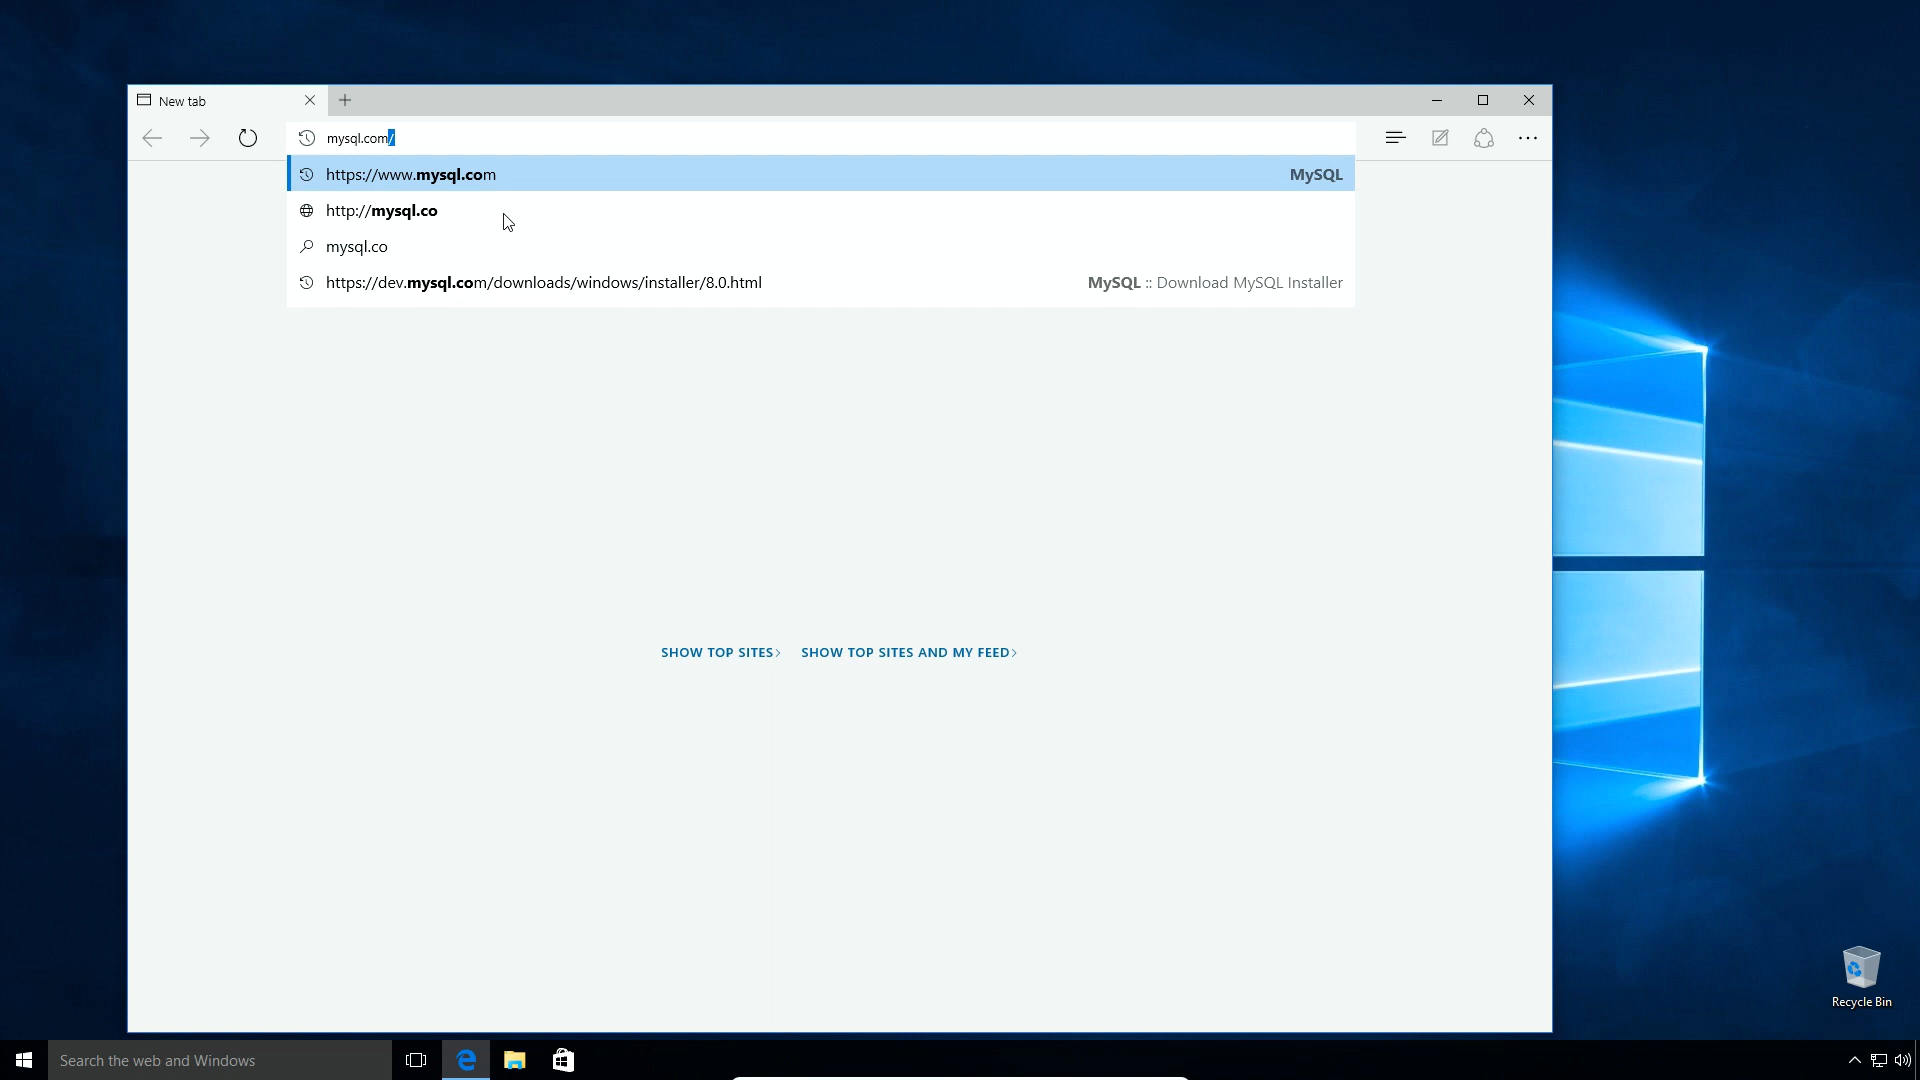 New tab
mysql.com/
https://www.mysql.com MySQL
http://mysql.co
mysql.co
https://dev.mysql.com/downloads/windows/installer/8.0.html MySQL :: Download MySQL Installer
SHOW TOP SITES SHOW TOP SITES AND MY FEED
Recycle Bin
Search the web and Windows